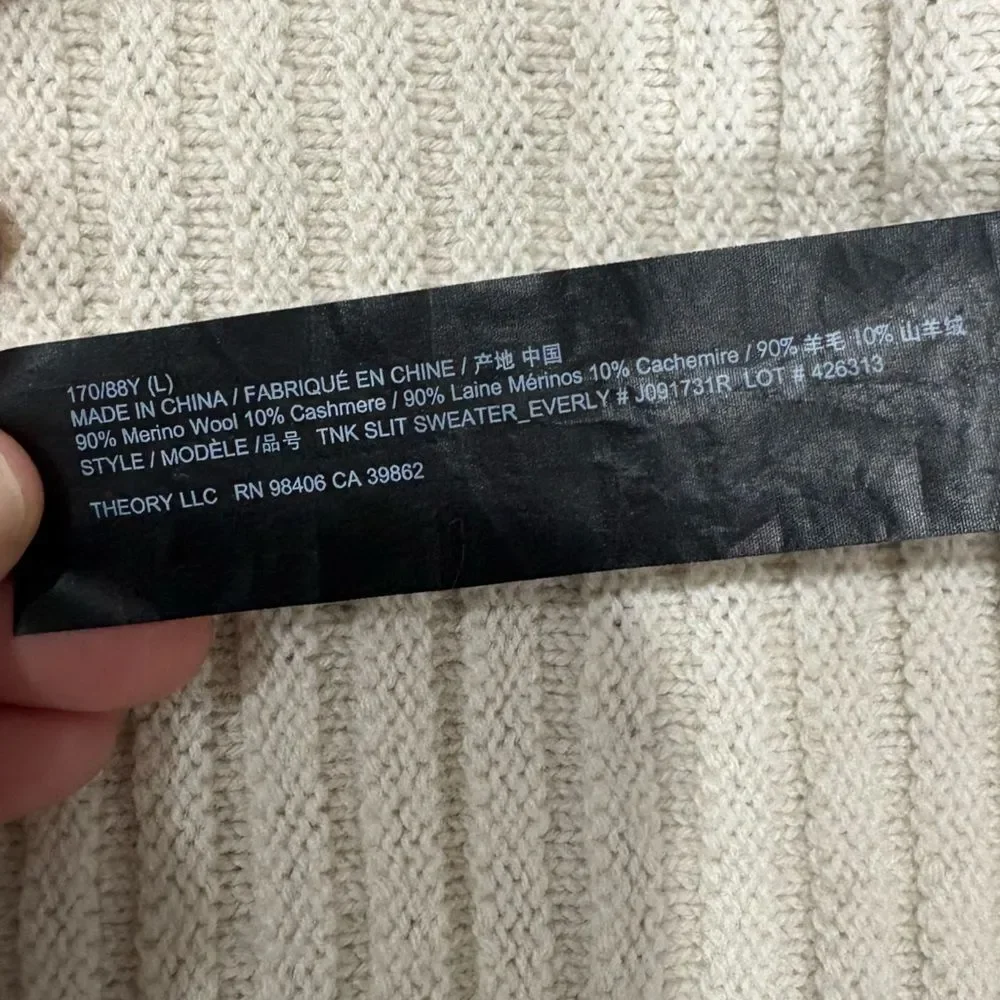 170/88Y (L)
MADE IN CHINA / FABRIQUÉ EN CHINE / 产地 中国
90% Merino Wool 10% Cashmere / 90% Laine Mérinos 10% Cachemire / 90% 羊毛 10% 山羊绒
STYLE / MODÈLE /品号 TNK SLIT SWEATER_EVERLY # J091731R LOT # 426313
THEORY LLC RN 98406 CA 39862